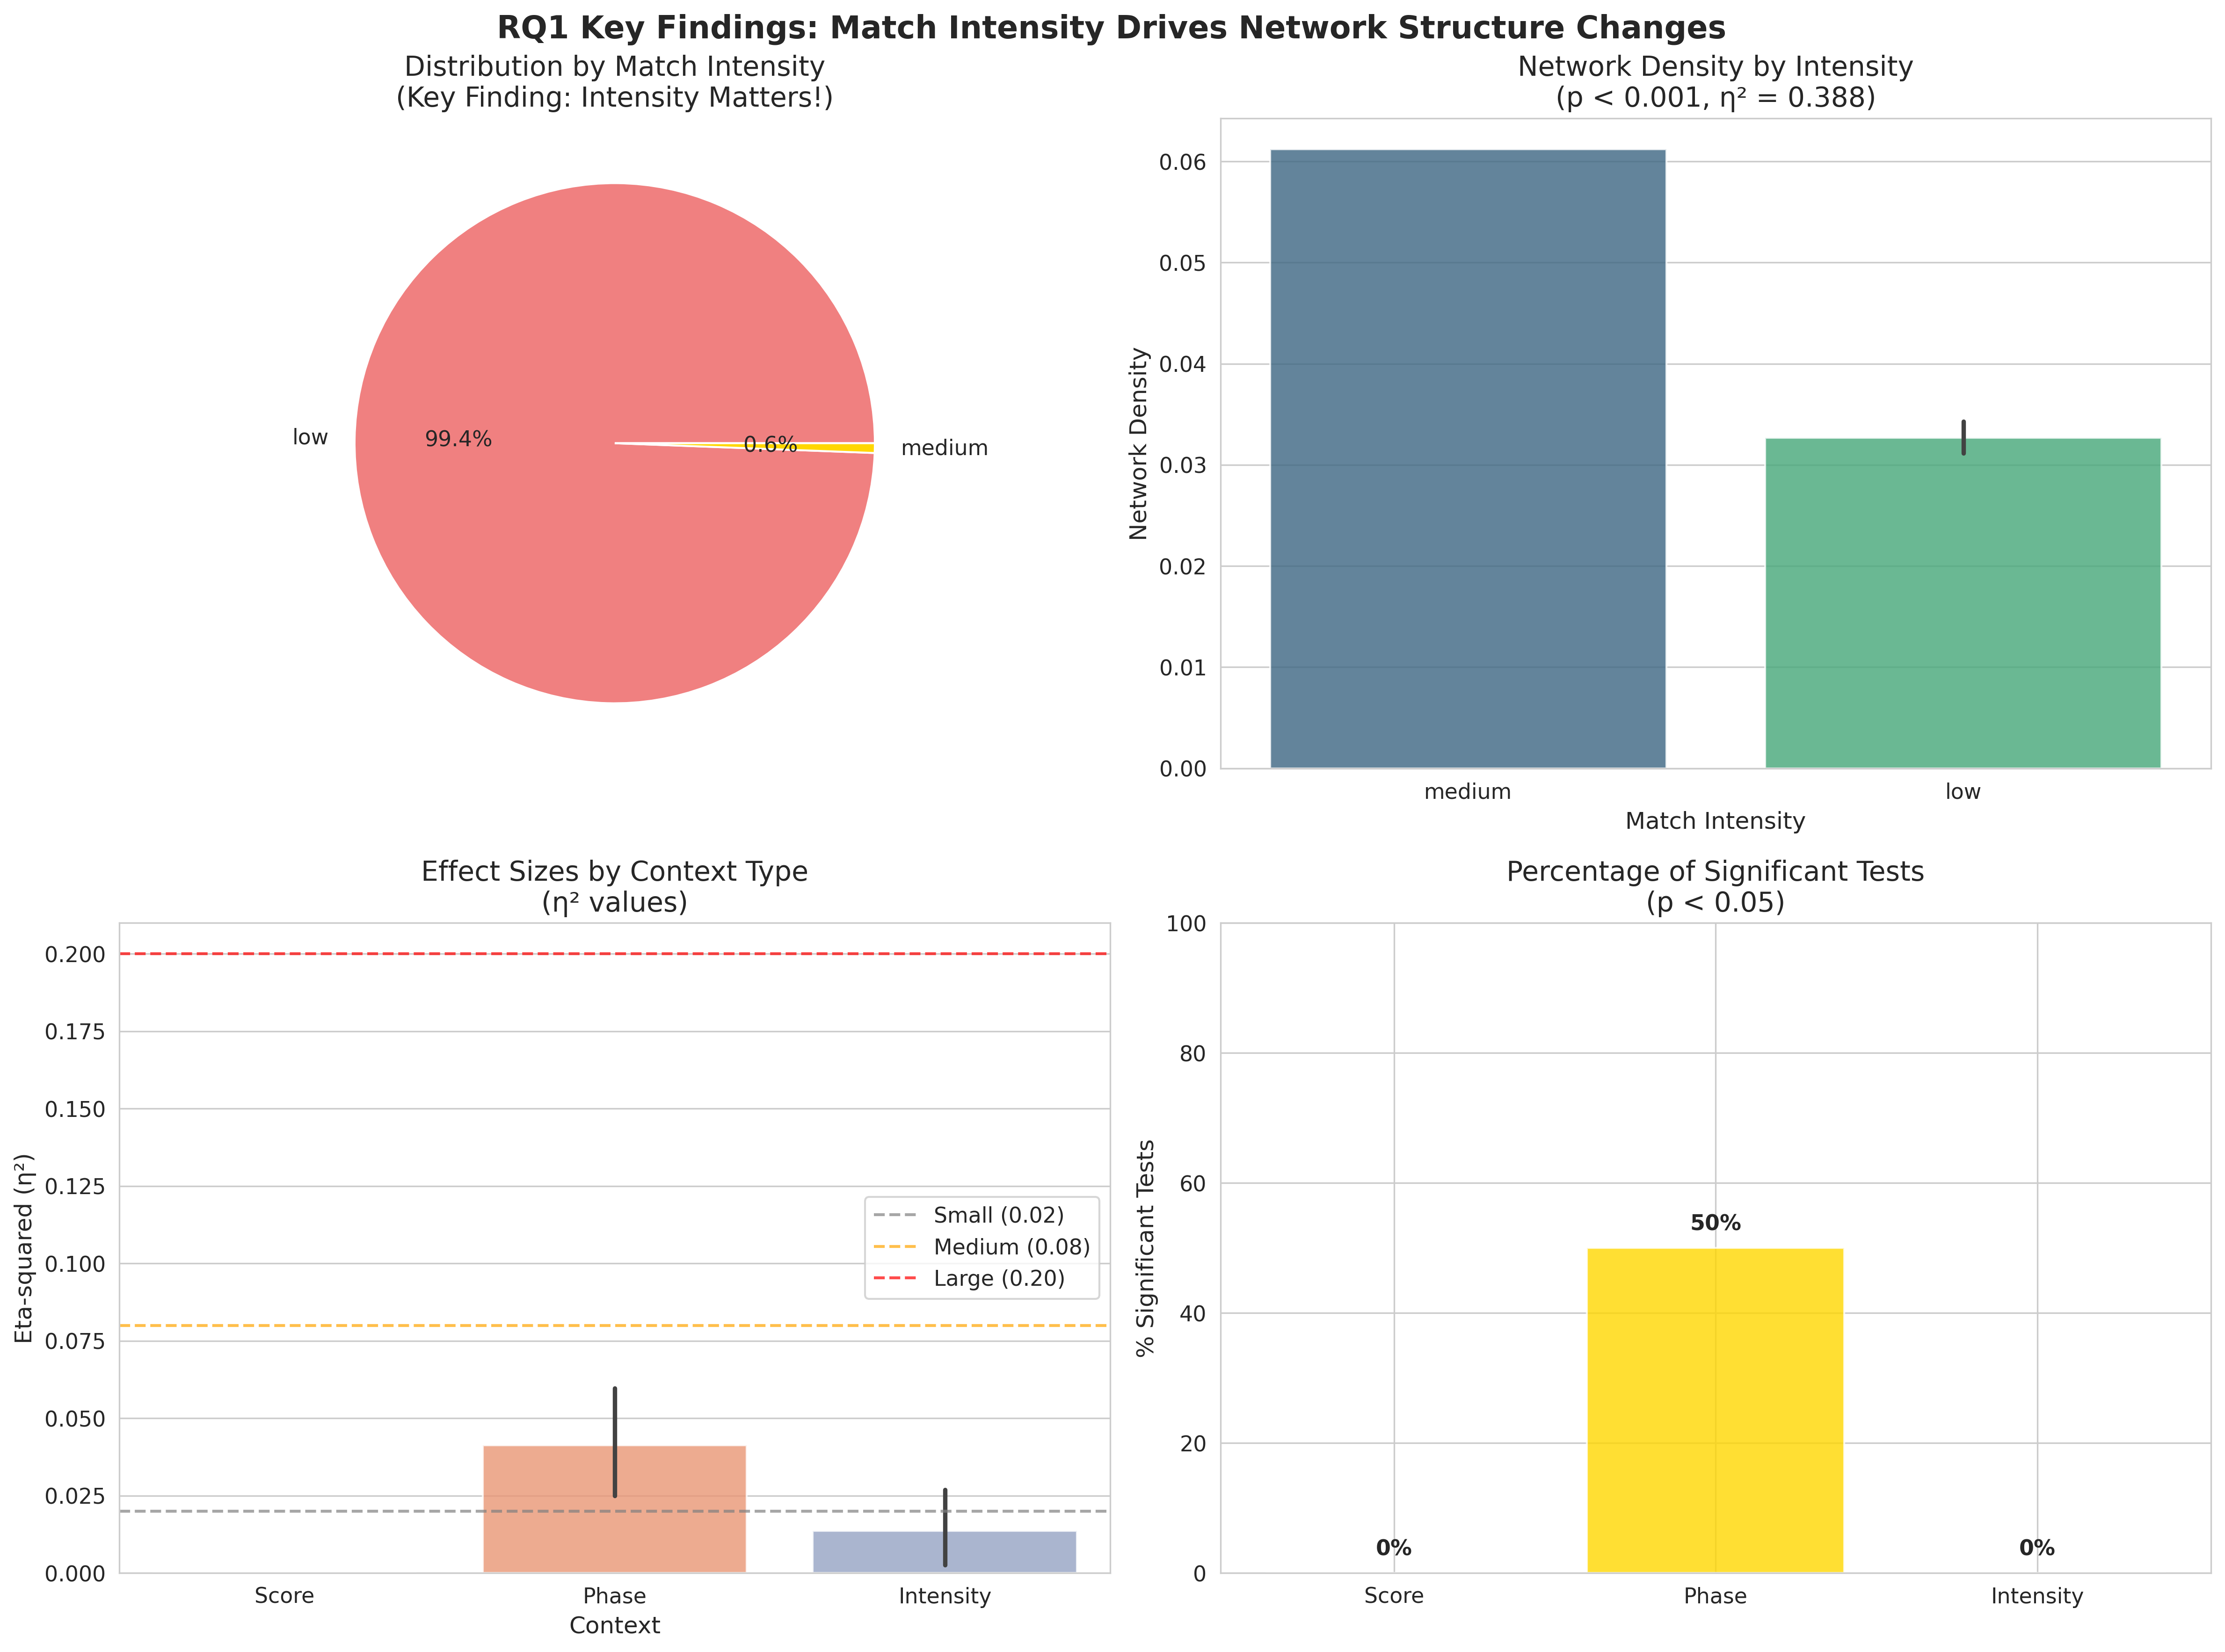 RQ1 Key Findings: Match Intensity Drives Network Structure Changes
Distribution by Match Intensity
(Key Finding: Intensity Matters!)
low
99.4%
0.6%
medium
Network Density by Intensity
(p < 0.001, η² = 0.388)
Network Density
0.06
0.05
0.04
0.03
0.02
0.01
0.00
medium
low
Match Intensity
Effect Sizes by Context Type
(η² values)
Eta-squared (η²)
0.200
0.175
0.150
0.125
0.100
0.075
0.050
0.025
0.000
Small (0.02)
Medium (0.08)
Large (0.20)
Score
Phase
Intensity
Context
Percentage of Significant Tests
(p < 0.05)
% Significant Tests
100
80
60
40
20
0
0%
50%
0%
Score
Phase
Intensity